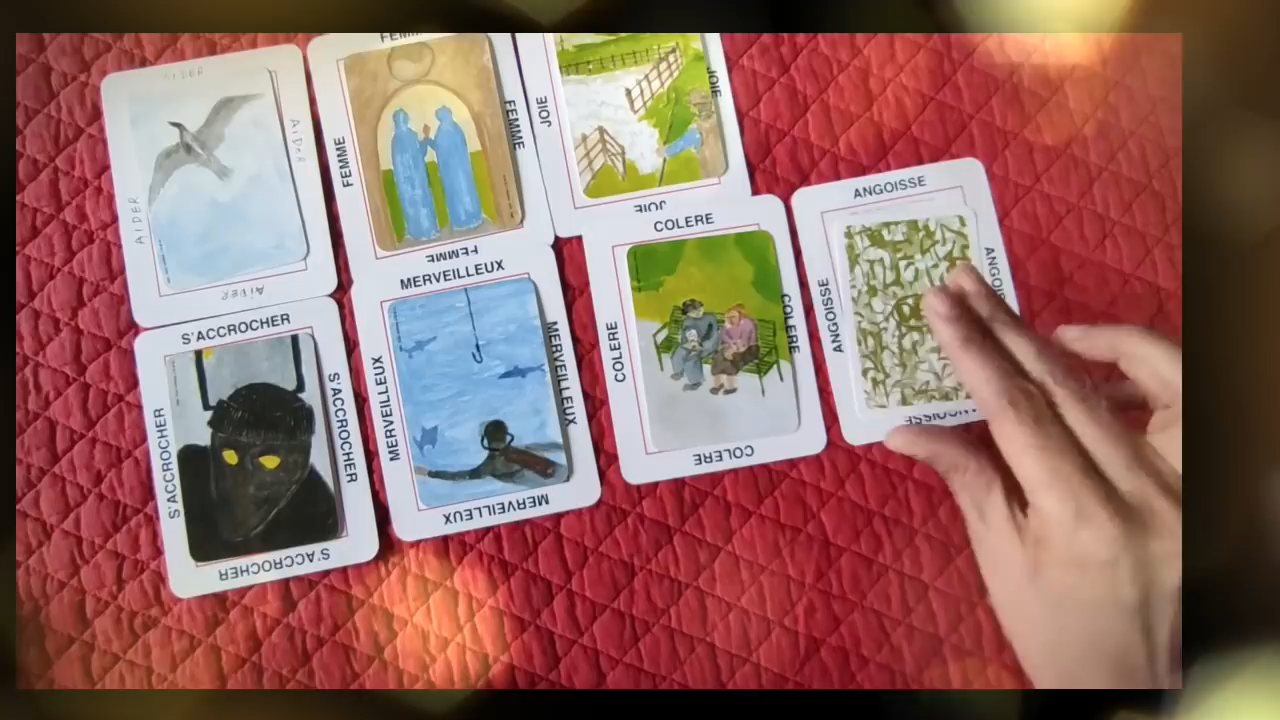 AIDER
AIDER
AIDER
AiDER
FEMME
FEMME
FEMME
JOIE
JOIE
JOIE
S'ACCROCHER
S'ACCROCHER
S'ACCROCHER
S'ACCROCHER
MERVEILLEUX
MERVEILLEUX
MERVEILLEUX
MERVEILLEUX
COLERE
COLERE
COLERE
COLERE
ANGOISSE
ANGOISSE